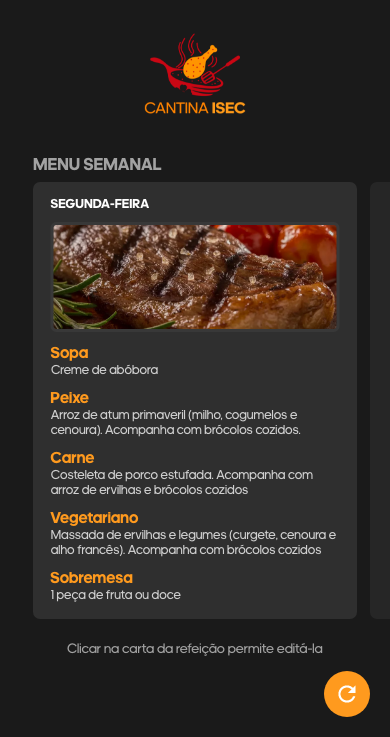 CANTINA ISEC
MENU SEMANAL
SEGUNDA-FEIRA
Sopa
Creme de abóbora
Peixe
Arroz de atum primaveril (milho, cogumelos e
cenoura). Acompanha com brócolos cozidos.
Carne
Costeleta de porco estufada. Acompanha com
arroz de ervilhas e brócolos cozidos
Vegetariano
Massada de ervilhas e legumes (curgete, cenoura e
alho francês). Acompanha com brócolos cozidos
Sobremesa
1 peça de fruta ou doce
Clicar na carta da refeição permite editá-la